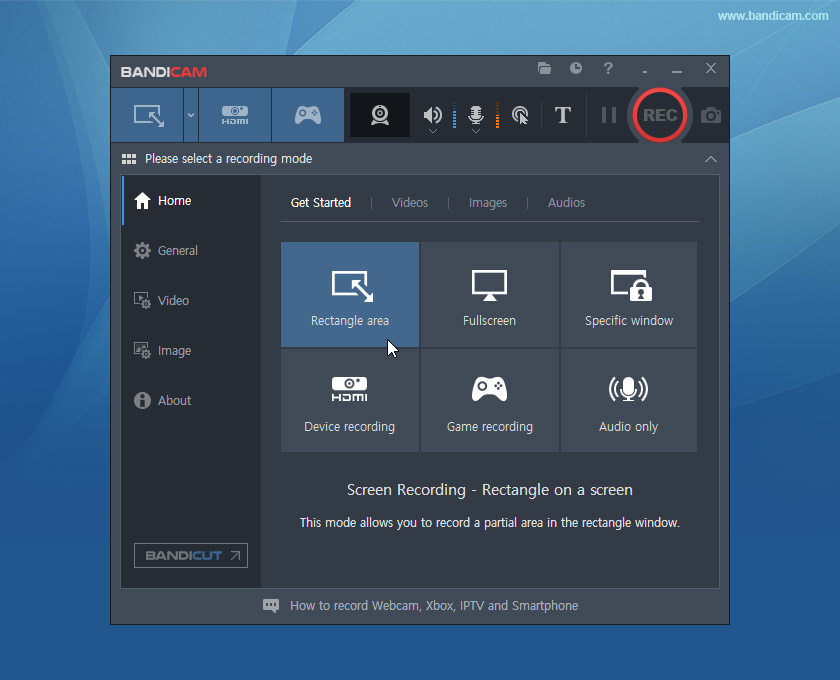 www.bandicam.com
BANDICAM
?
HDMI
T
REC
Please select a recording mode
Home
General
Video
Image
About
BANDICUT
Get Started | Videos | Images | Audios
Rectangle area
Fullscreen
Specific window
HDMI
Device recording
Game recording
Audio only
Screen Recording - Rectangle on a screen
This mode allows you to record a partial area in the rectangle window.
How to record Webcam, Xbox, IPTV and Smartphone